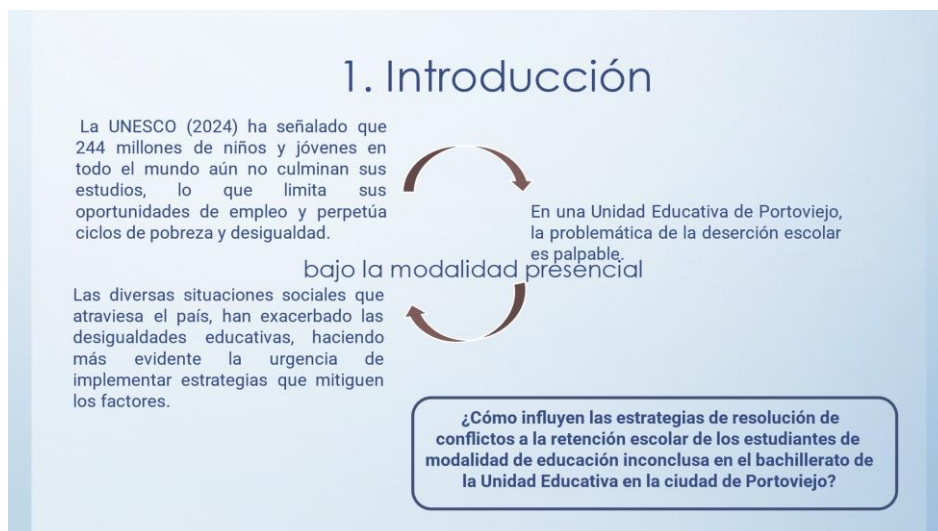 1. Introducción
La UNESCO (2024) ha señalado que
244 millones de niños y jóvenes en
todo el mundo aún no culminan sus
estudios, lo que limita sus
oportunidades de empleo y perpetúa
ciclos de pobreza y desigualdad.
En una Unidad Educativa de Portoviejo,
la problemática de la deserción escolar
es palpable.
bajo la modalidad presencial
Las diversas situaciones sociales que
atraviesa el país, han exacerbado las
desigualdades educativas, haciendo
más evidente la urgencia de
implementar estrategias que mitiguen
los factores.
¿Cómo influyen las estrategias de resolución de
conflictos a la retención escolar de los estudiantes de
modalidad de educación inconclusa en el bachillerato de
la Unidad Educativa en la ciudad de Portoviejo?